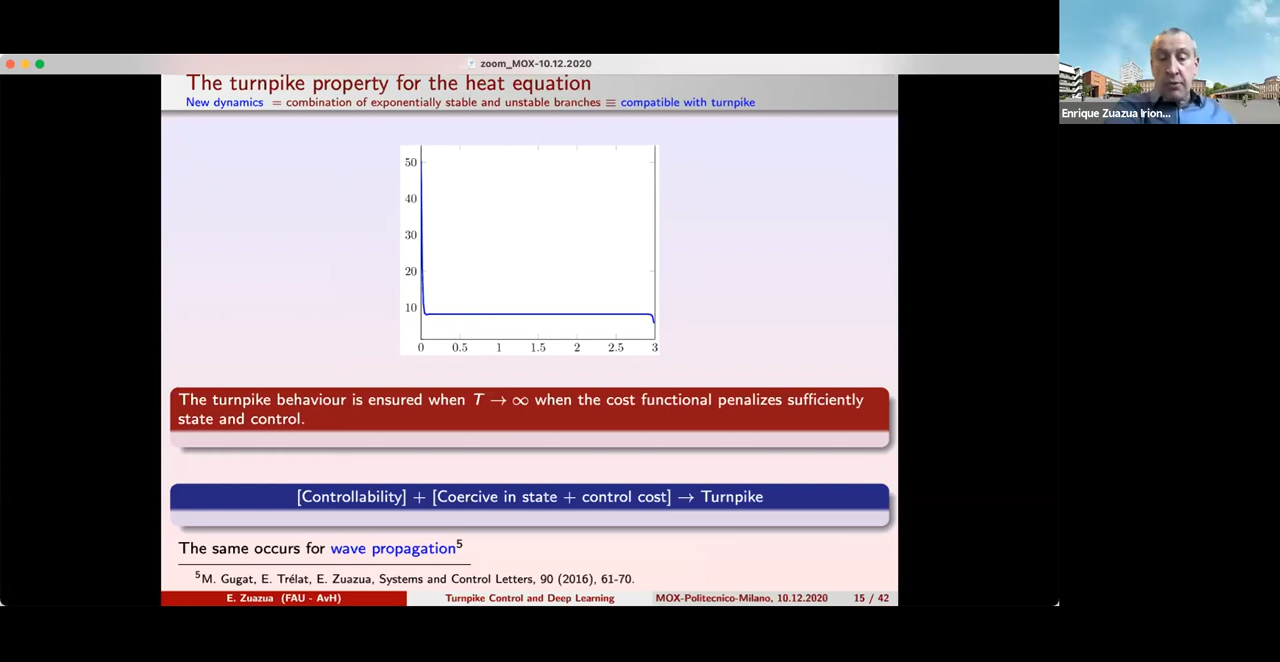 zoom_MOX-10.12.2020
The turnpike property for the heat equation
New dynamics = combination of exponentially stable and unstable branches ≡ compatible with turnpike
50
40
30
20
10
0 0.5 1 1.5 2 2.5 3
The turnpike behaviour is ensured when T → ∞ when the cost functional penalizes sufficiently
state and control.
[Controllability] + [Coercive in state + control cost] → Turnpike
The same occurs for wave propagation⁵
⁵M. Gugat, E. Trélat, E. Zuazua, Systems and Control Letters, 90 (2016), 61-70.
E. Zuazua (FAU - AvH) Turnpike Control and Deep Learning MOX-Politecnico-Milano, 10.12.2020 15 / 42
Enrique Zuazua Irion...